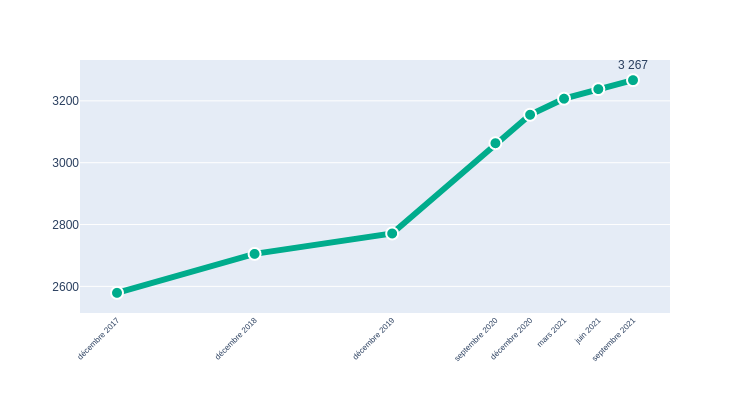 3 267
3200
3000
2800
2600
décembre 2017
décembre 2018
décembre 2019
septembre 2020
décembre 2020
mars 2021
juin 2021
septembre 2021